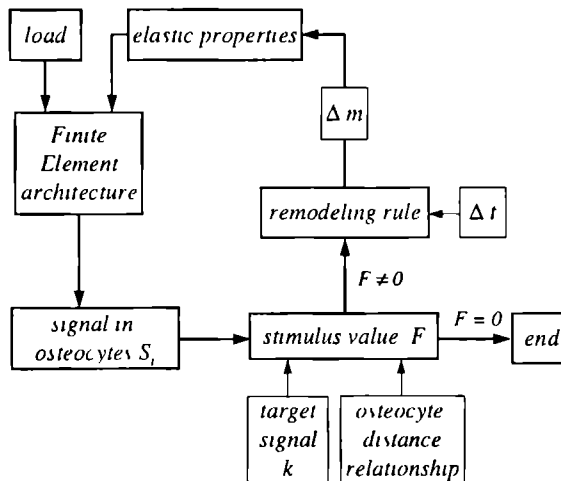 load
elastic properties
Δ m
Finite
Element
architecture
remodeling rule
Δ t
F ≠ 0
signal in
osteocytes Sᵢ
stimulus value F
F = 0
end
target
signal
k
osteocyte
distance
relationship